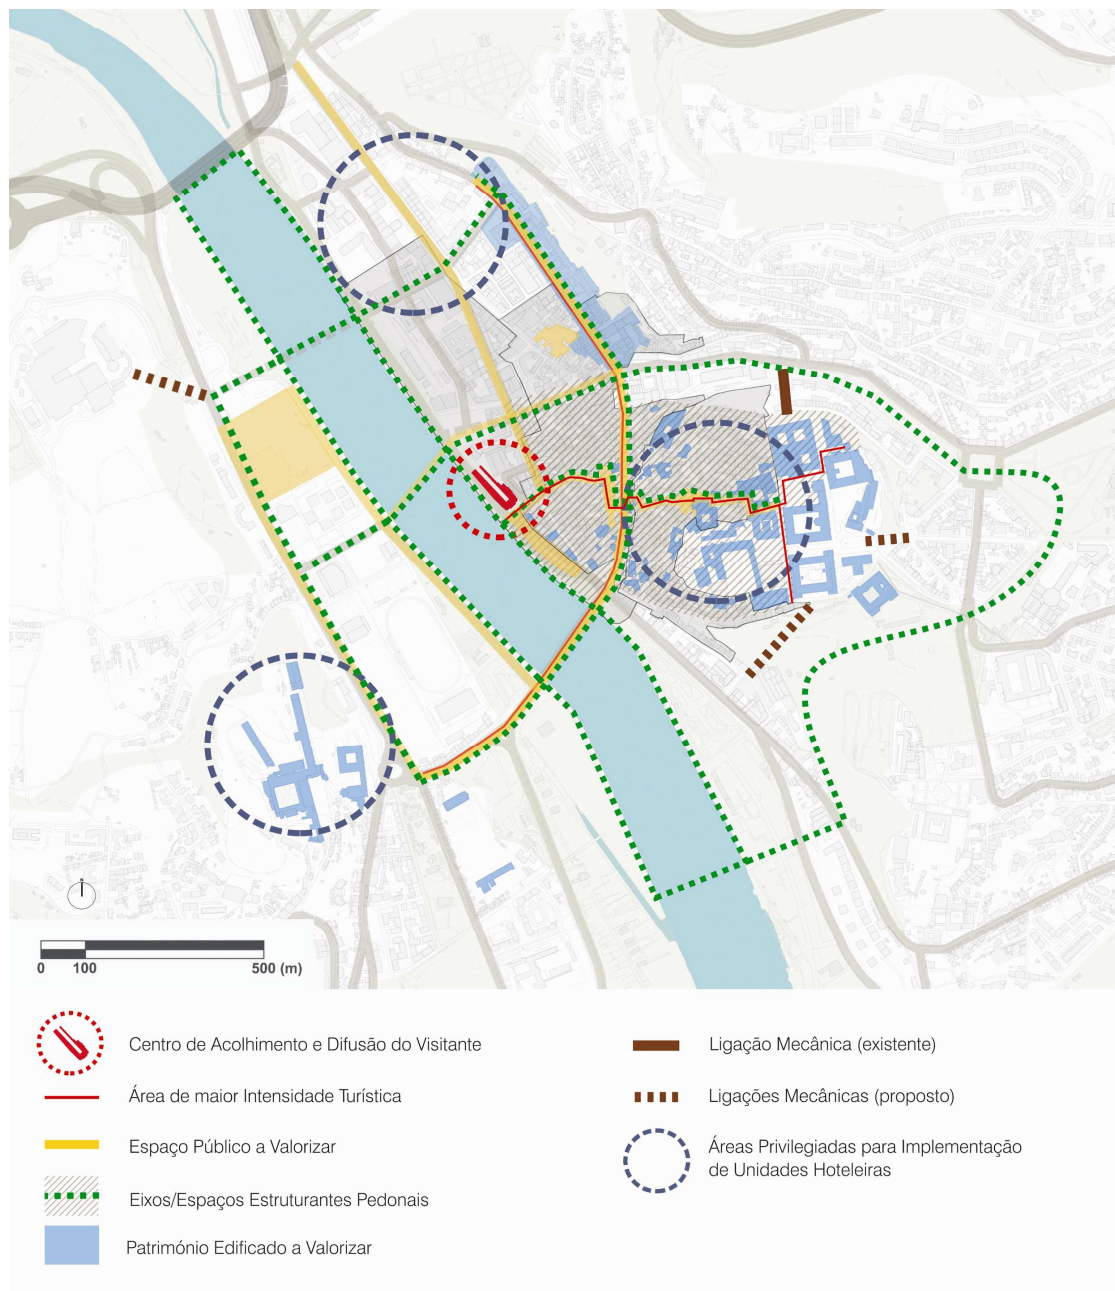 N
0 100 500 (m)
Centro de Acolhimento e Difusão do Visitante
Área de maior Intensidade Turística
Espaço Público a Valorizar
Eixos/Espaços Estruturantes Pedonais
Património Edificado a Valorizar
Ligação Mecânica (existente)
Ligações Mecânicas (proposto)
Áreas Privilegiadas para Implementação
de Unidades Hoteleiras